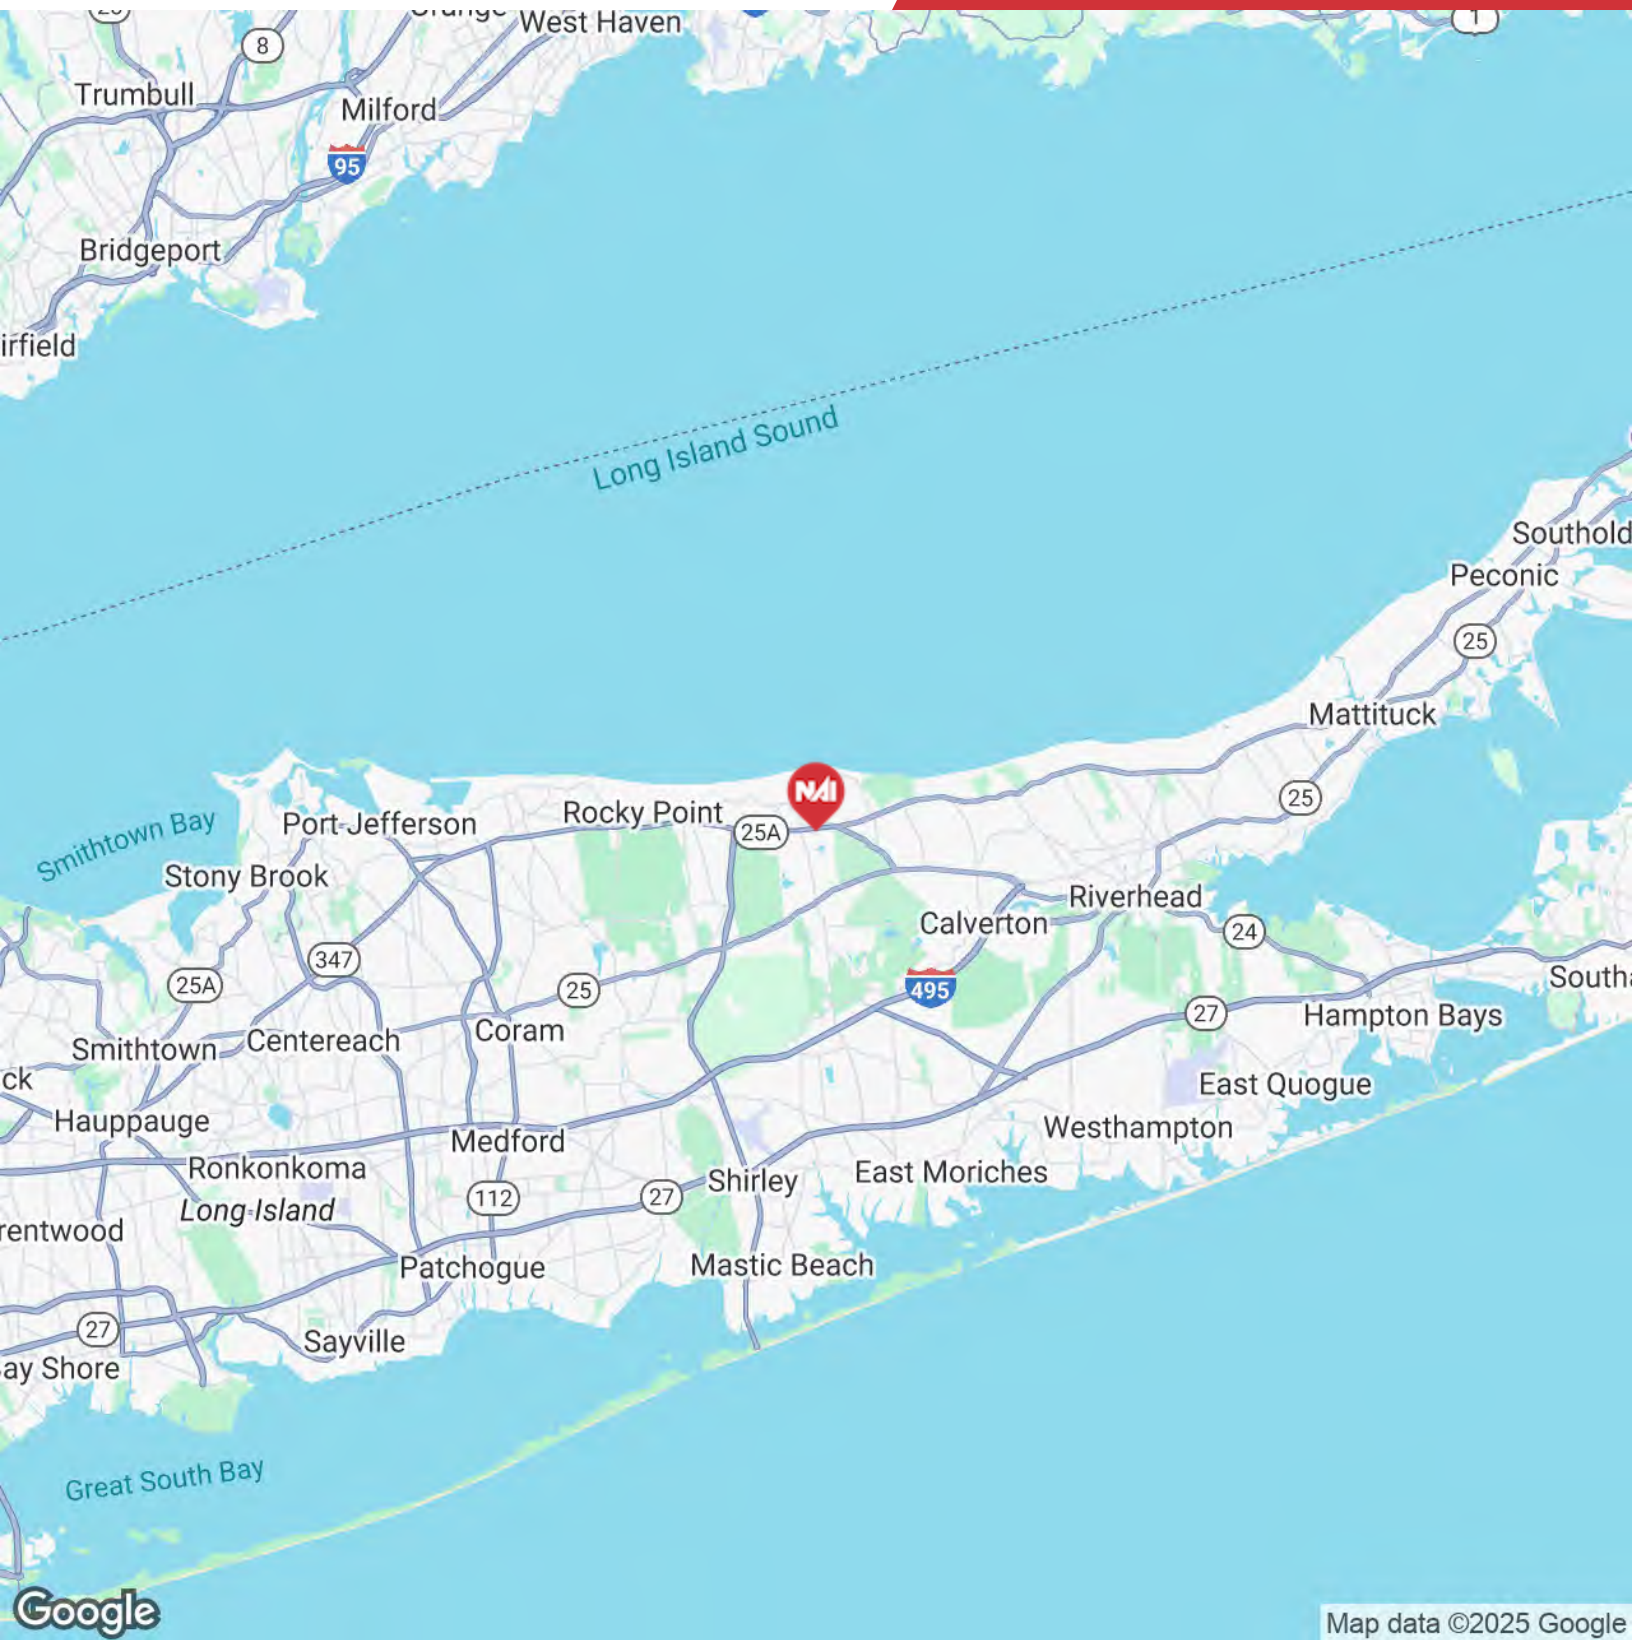 West Haven
8
1
Trumbull
Milford
95
Bridgeport
irfield
Long Island Sound
Southold
Peconic
25
Mattituck
NAI
25
Smithtown Bay
Port Jefferson
Rocky Point
25A
Stony Brook
Riverhead
Calverton
24
347
25A
25
495
Southa
27
Hampton Bays
Coram
Centereach
Smithtown
ck
East Quogue
Hauppauge
Westhampton
Medford
Ronkonkoma
East Moriches
Shirley
112
27
Long Island
rentwood
Patchogue
Mastic Beach
27
Sayville
ay Shore
Great South Bay
Google
Map data ©2025 Google